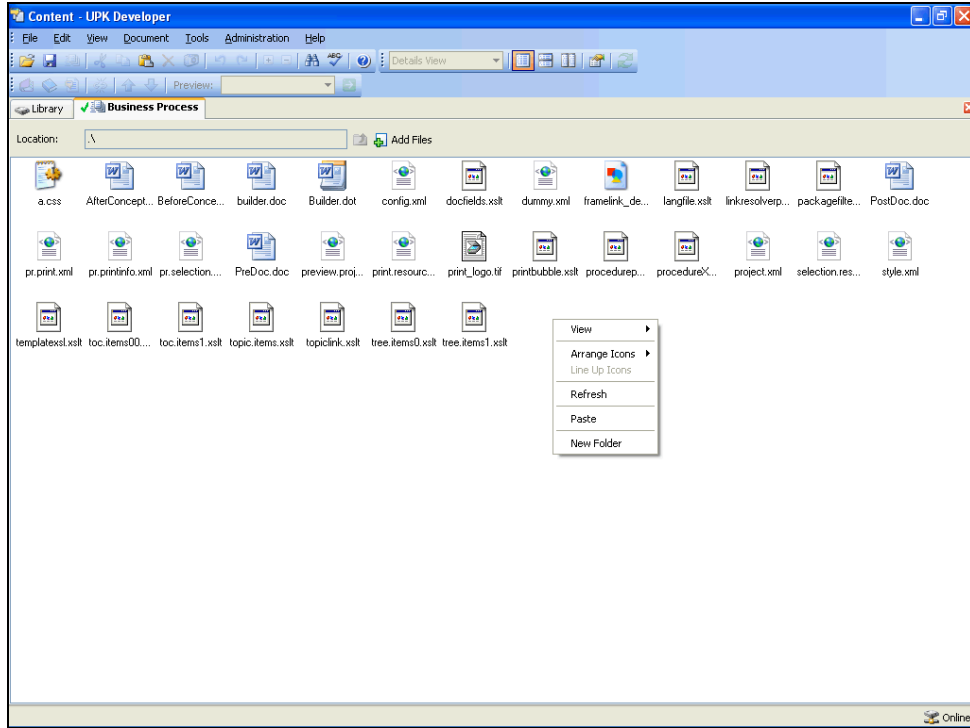 Content - UPK Developer
File Edit View Document Tools Administration Help
Details View
Preview:
Library Business Process
Location: .\ Add Files
a.css AfterConcept... BeforeConce... builder.doc Builder.dot config.xml docfields.xslt dummy.xml framelink_de... langfile.xslt linkresolverp... packagefilte... PostDoc.doc
pr.print.xml pr.printinfo.xml pr.selection.... PreDoc.doc preview.proj... print.resourc... print_logo.tif printbubble.xslt procedurep... procedureX... project.xml selection.res... style.xml
templatexsl.xslt toc.items00.... toc.items1.xslt topic.items.xslt topiclink.xslt tree.items0.xslt tree.items1.xslt
View
Arrange Icons
Line Up Icons
Refresh
Paste
New Folder
Online